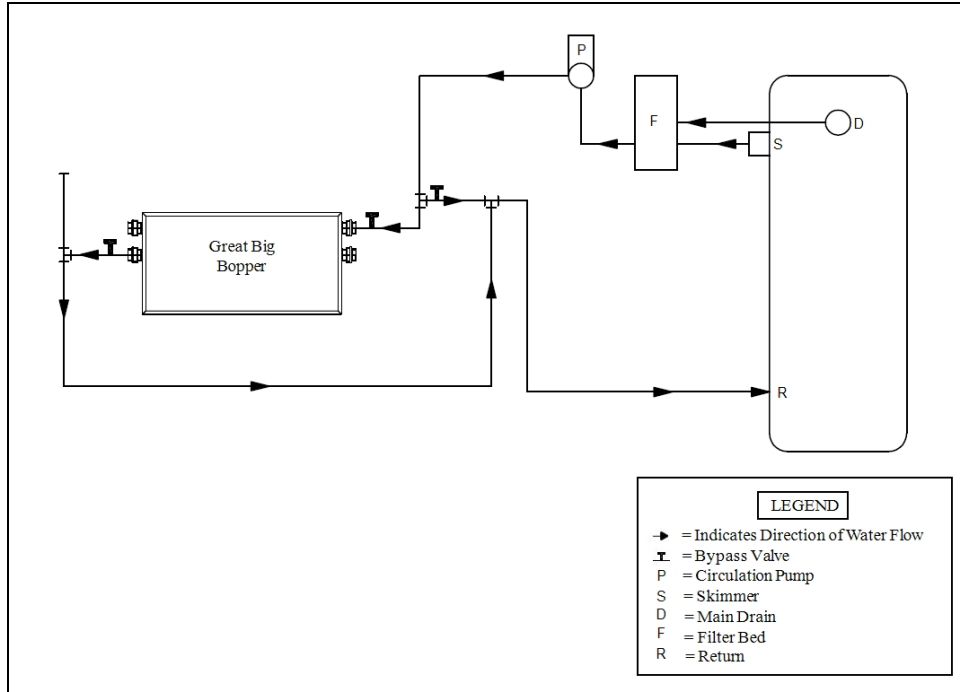 P
F
D
S
Great Big
Bopper
R
LEGEND
= Indicates Direction of Water Flow
= Bypass Valve
P = Circulation Pump
S = Skimmer
D = Main Drain
F = Filter Bed
R = Return